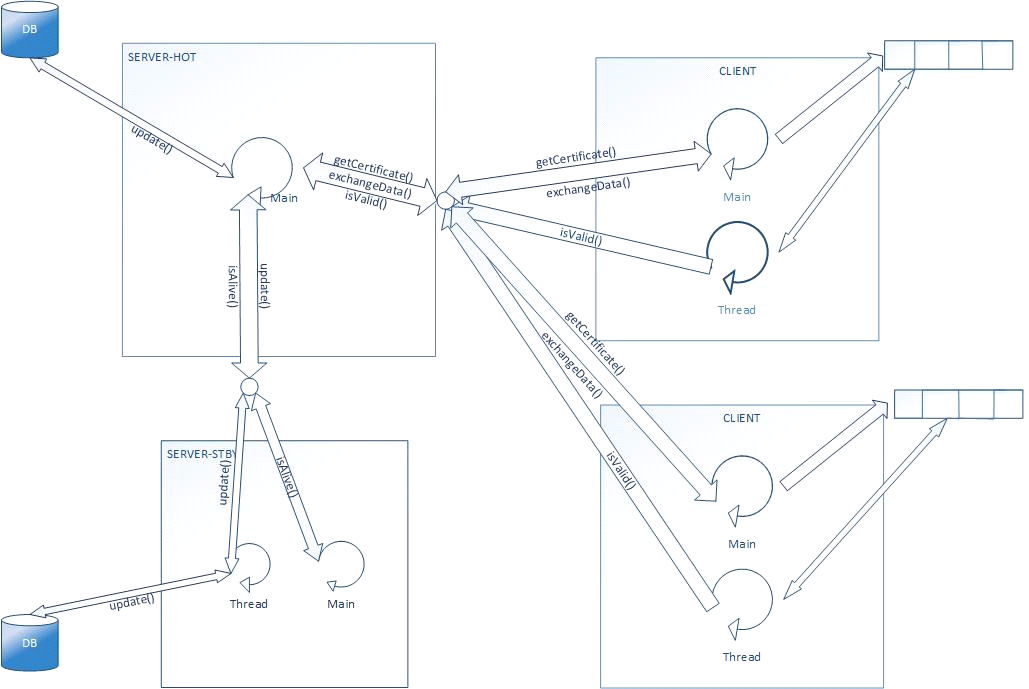 DB
SERVER-HOT
CLIENT
update()
getCertificate()
exchangeData()
isValid()
getCertificate()
exchangeData()
Main
Main
isValid()
isAlive()
update()
Thread
getCertificate()
exchangeData()
CLIENT
SERVER-STBY
update()
isAlive()
isValid()
Main
Thread
Main
update()
DB
Thread